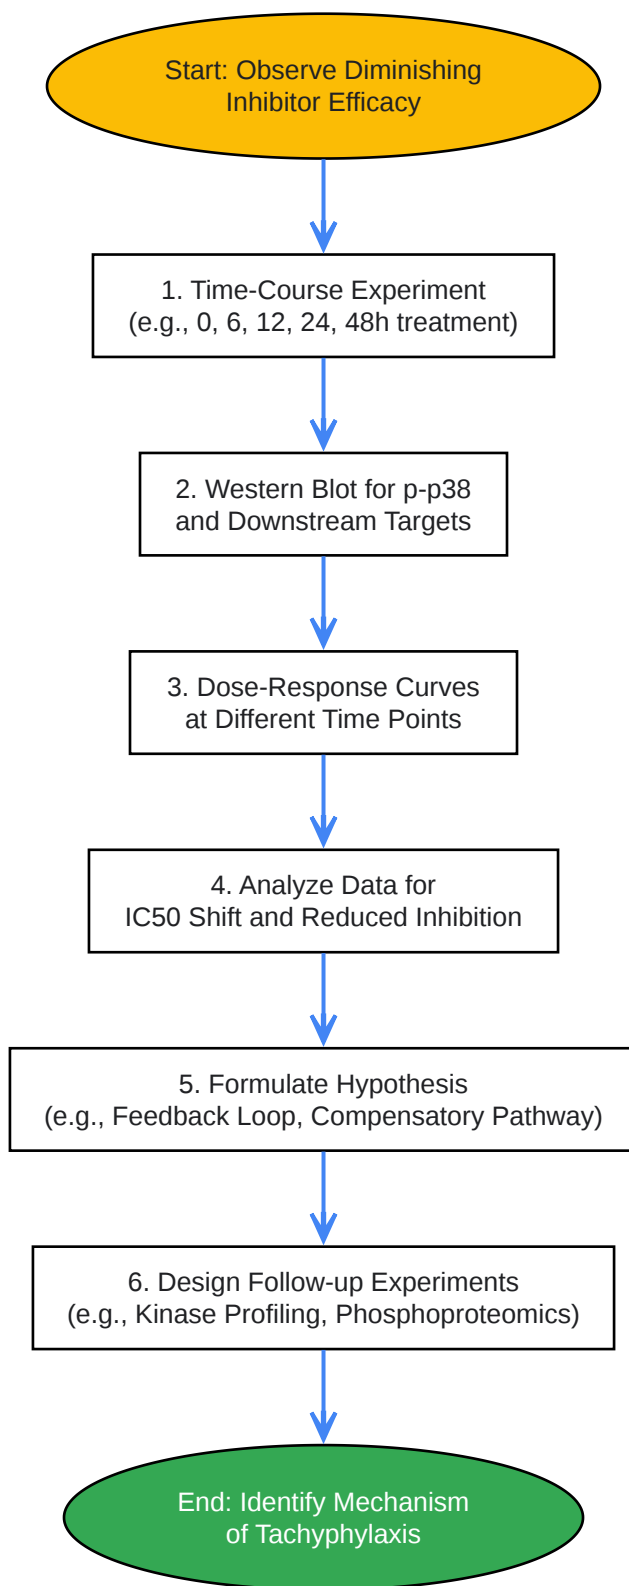 Start: Observe Diminishing
Inhibitor Efficacy
1. Time-Course Experiment
(e.g., 0, 6, 12, 24, 48h treatment)
2. Western Blot for p-p38
and Downstream Targets
3. Dose-Response Curves
at Different Time Points
4. Analyze Data for
IC50 Shift and Reduced Inhibition
5. Formulate Hypothesis
(e.g., Feedback Loop, Compensatory Pathway)
6. Design Follow-up Experiments
(e.g., Kinase Profiling, Phosphoproteomics)
End: Identify Mechanism
of Tachyphylaxis